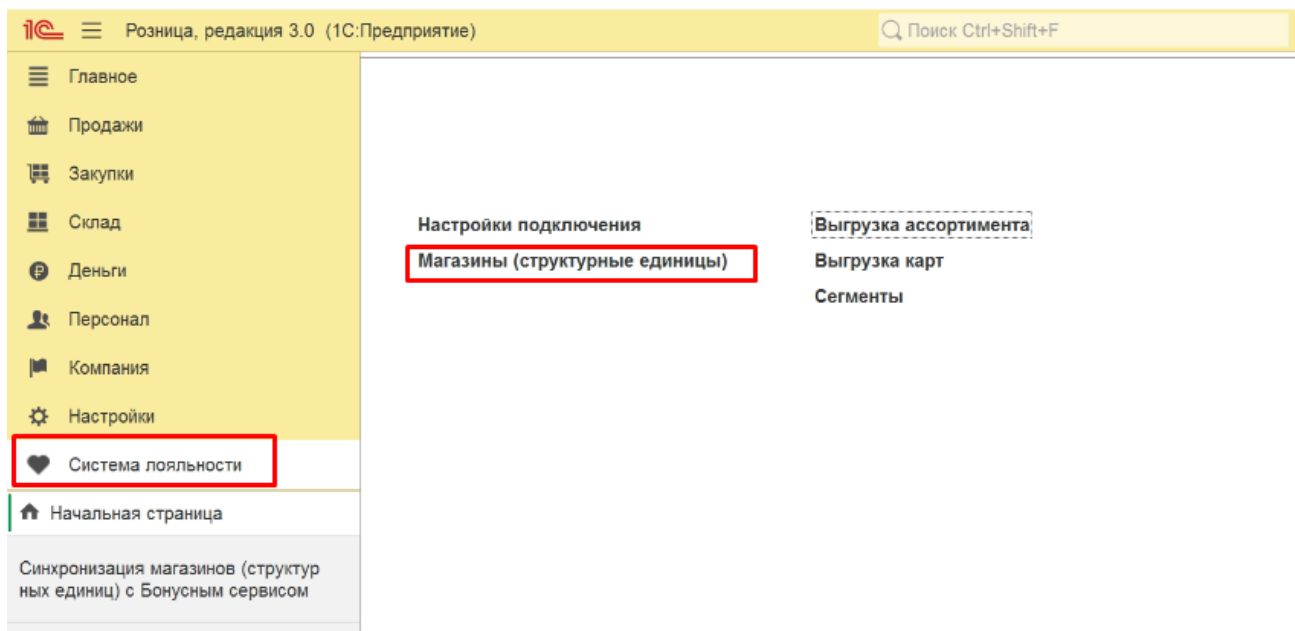 1С Розница, редакция 3.0 (1С:Предприятие)
Поиск Ctrl+Shift+F
Главное
Продажи
Закупки
Склад
Деньги
Персонал
Компания
Настройки
Система лояльности
Начальная страница
Синхронизация магазинов (структур
ных единиц) с Бонусным сервисом
Настройки подключения
Магазины (структурные единицы)
Выгрузка ассортимента
Выгрузка карт
Сегменты